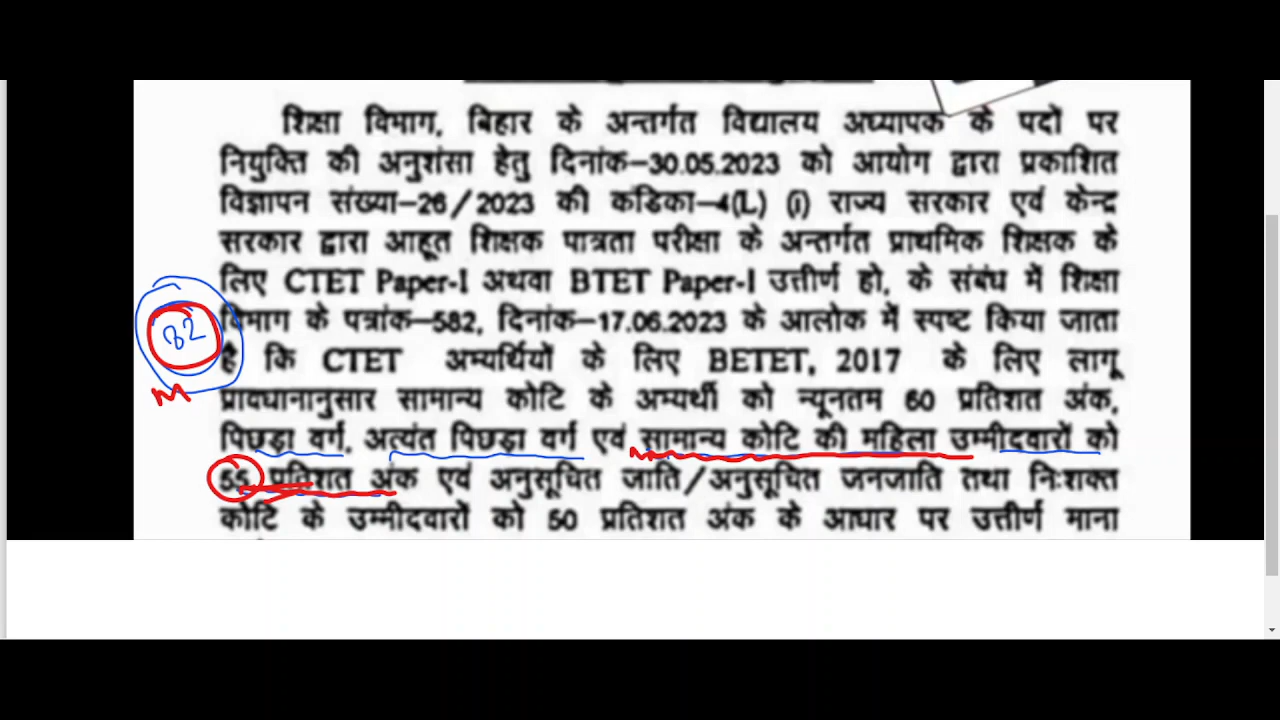 शिक्षा विभाग, बिहार के अन्तर्गत विद्यालय अध्यापक के पदों पर
नियुक्ति की अनुशंसा हेतु दिनांक–30.05.2023 को आयोग द्वारा प्रकाशित
विज्ञापन संख्या–26/2023 की कंडिका–4(L) (i) राज्य सरकार एवं केन्द्र
सरकार द्वारा आहूत शिक्षक पात्रता परीक्षा के अन्तर्गत प्राथमिक शिक्षक के
लिए CTET Paper-I अथवा BTET Paper-I उत्तीर्ण हो, के संबंध में शिक्षा
विभाग के पत्रांक–582, दिनांक–17.06.2023 के आलोक में स्पष्ट किया जाता
82
है कि CTET अभ्यर्थियों के लिए BETET, 2017 के लिए लागू
प्रावधानानुसार सामान्य कोटि के अभ्यर्थी को न्यूनतम 60 प्रतिशत अंक,
पिछड़ा वर्ग, अत्यंत पिछड़ा वर्ग एवं सामान्य कोटि की महिला उम्मीदवारों को
55 प्रतिशत अंक एवं अनुसूचित जाति/अनुसूचित जनजाति तथा निःशक्त
कोटि के उम्मीदवारों को 50 प्रतिशत अंक के आधार पर उत्तीर्ण माना